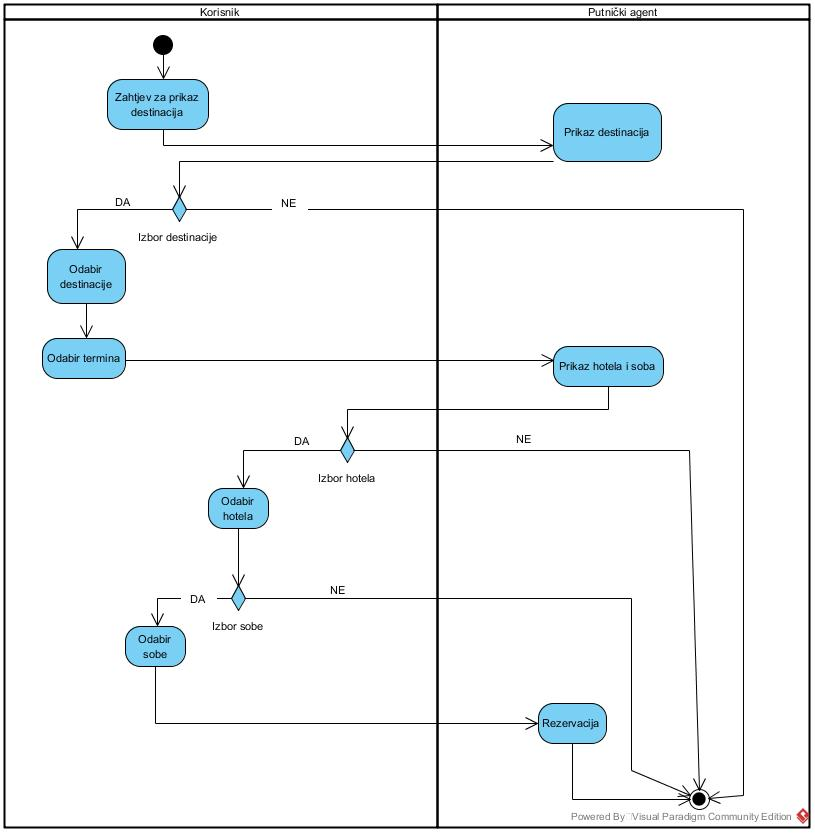 Korisnik
Putnički agent
Zahtjev za prikaz
destinacija
Prikaz destinacija
DA
NE
Izbor destinacije
Odabir
destinacije
Odabir termina
Prikaz hotela i soba
DA
NE
Izbor hotela
Odabir
hotela
DA
NE
Izbor sobe
Odabir
sobe
Rezervacija
Powered By Visual Paradigm Community Edition